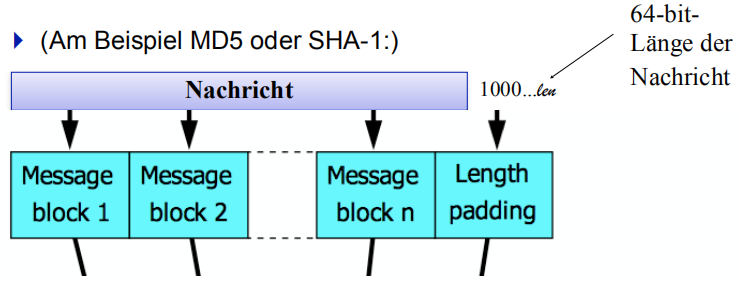 64-bit-
Länge der
Nachricht
(Am Beispiel MD5 oder SHA-1:)
Nachricht
1000...len
Message block 1
Message block 2
Message block n
Length padding